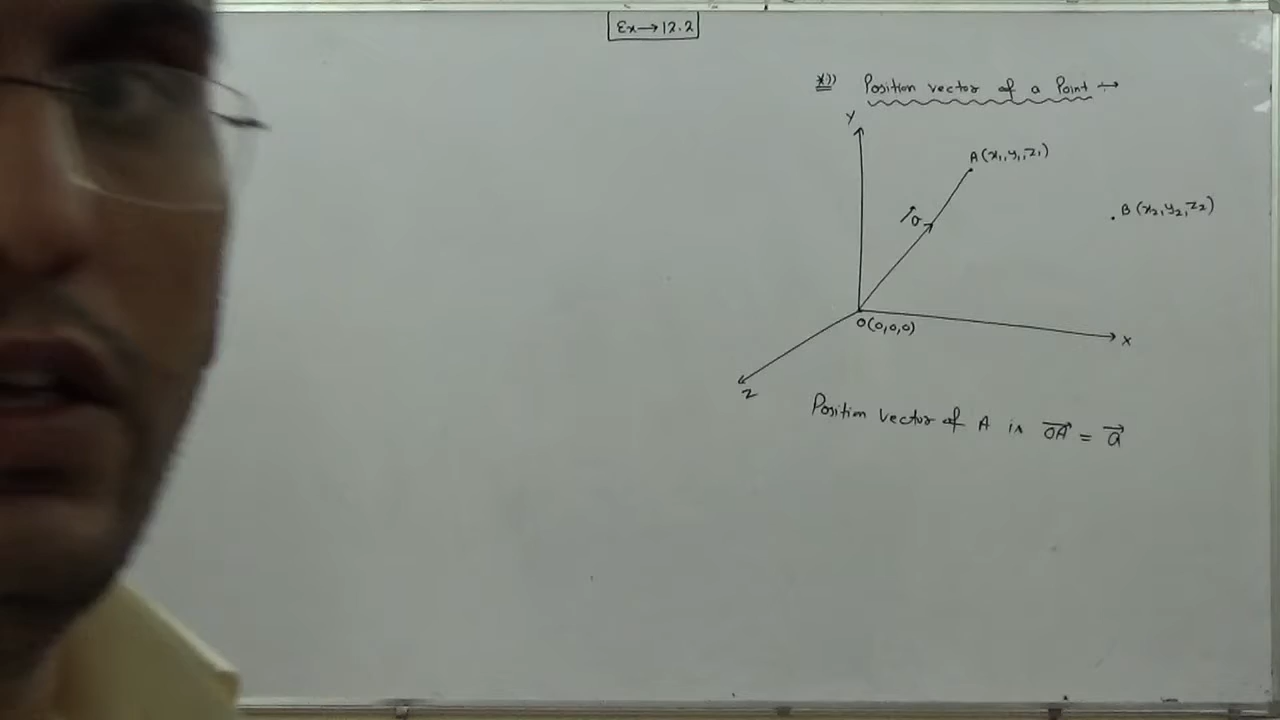 Ex→12.2
*)) Position vector of a Point →
Y
A(x₁,y₁,z₁)
B(x₂,y₂,z₂)
a⃗
O(0,0,0)
X
Z
Position vector of A is OA⃗ = a⃗